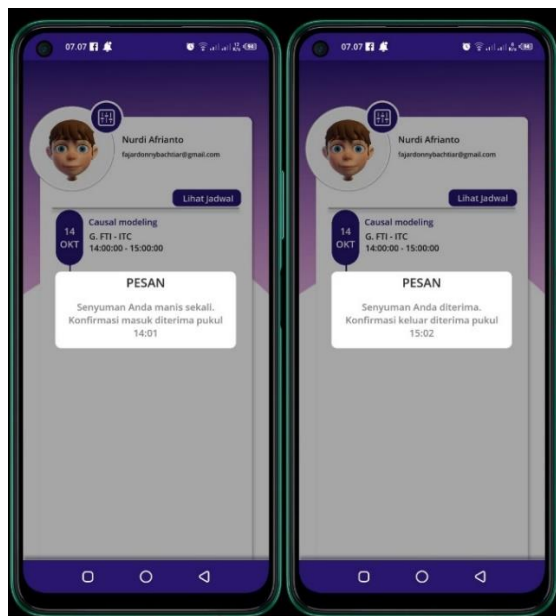 07.07
Nurdi Afrianto
fajardonnybachtiar@gmail.com
Lihat Jadwal
14
OKT
Causal modeling
G. FTI - ITC
14:00:00 - 15:00:00
PESAN
Senyuman Anda manis sekali.
Konfirmasi masuk diterima pukul
14:01
07.07
Nurdi Afrianto
fajardonnybachtiar@gmail.com
Lihat Jadwal
14
OKT
Causal modeling
G. FTI - ITC
14:00:00 - 15:00:00
PESAN
Senyuman Anda diterima.
Konfirmasi keluar diterima pukul
15:02